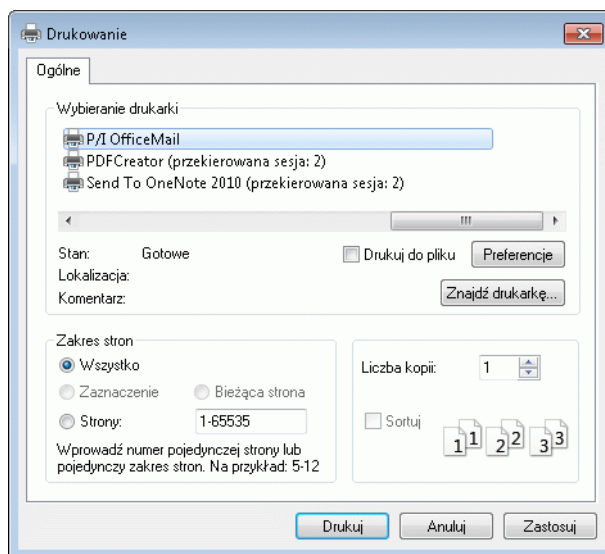 Drukowanie
Ogólne
Wybieranie drukarki
P/I OfficeMail
PDFCreator (przekierowana sesja: 2)
Send To OneNote 2010 (przekierowana sesja: 2)
Stan: Gotowe
Drukuj do pliku
Preferencje
Lokalizacja:
Komentarz:
Znajdź drukarkę...
Zakres stron
Wszystko
Zaznaczenie
Bieżąca strona
Strony: 1-65535
Wprowadź numer pojedynczej strony lub
pojedynczy zakres stron. Na przykład: 5-12
Liczba kopii: 1
Sortuj
1 1 2 2 3 3
Drukuj
Anuluj
Zastosuj